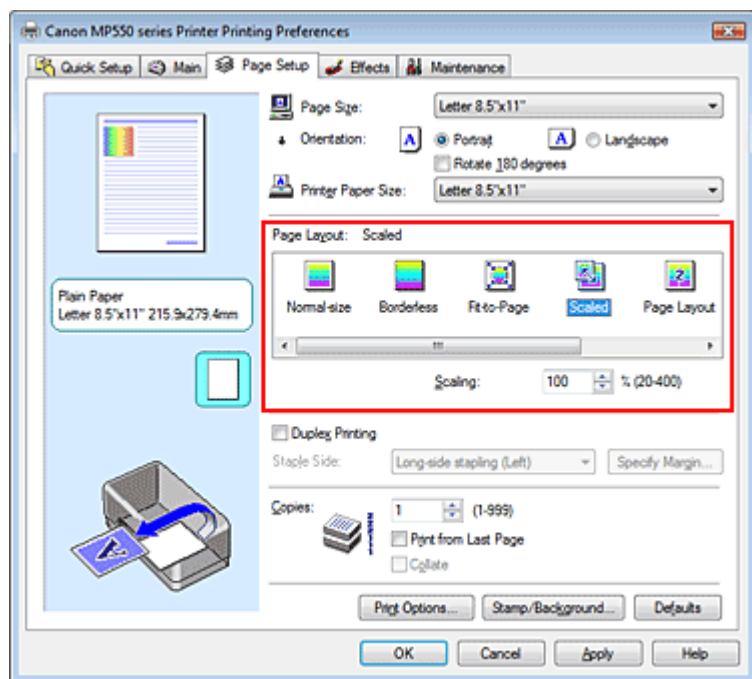 Canon MP550 series Printer Printing Preferences
Quick Setup Main Page Setup Effects Maintenance
Page Size: Letter 8.5"x11"
Orientation: A Portrait A Landscape
Rotate 180 degrees
Printer Paper Size: Letter 8.5"x11"
Page Layout: Scaled
Normal-size Borderless Fit-to-Page Scaled Page Layout
Plain Paper
Letter 8.5"x11" 215.9x279.4mm
Scaling: 100 % (20-400)
Duplex Printing
Staple Side: Long-side stapling (Left) Specify Margin...
Copies: 1 (1-999)
Print from Last Page
Collate
Print Options... Stamp/Background... Defaults
OK Cancel Apply Help